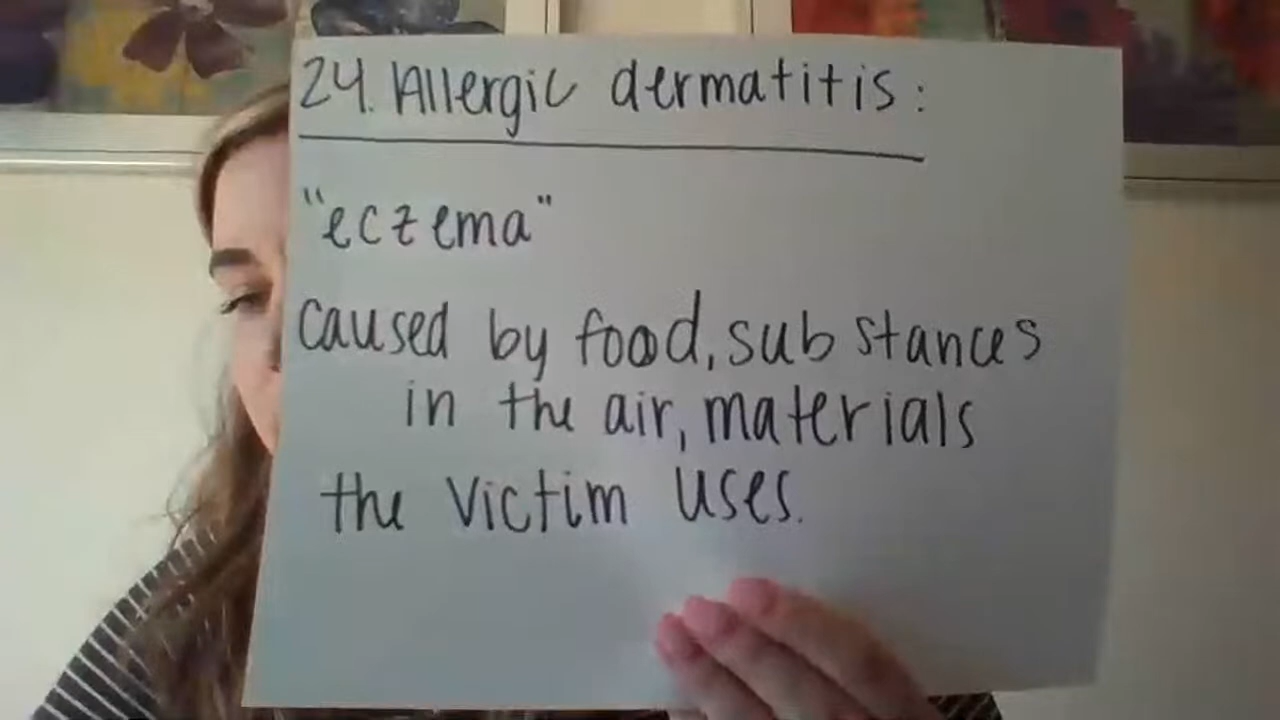 24. Allergic dermatitis:
"eczema"
caused by food, substances
in the air, materials
the victim uses.